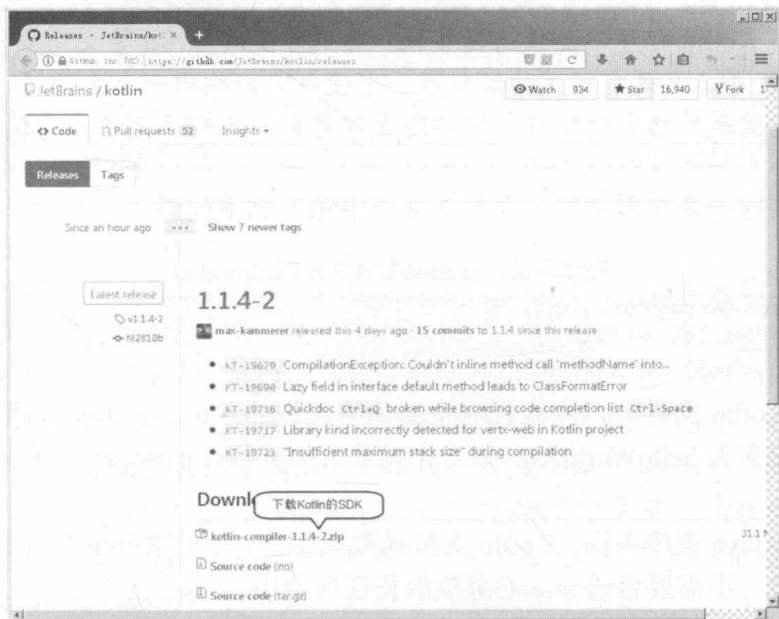 Releases · JetBrains/kot
GitHub, Inc. (US) https://github.com/JetBrains/kotlin/releases
JetBrains / kotlin
Watch 934 Star 16,940 Fork
Code Pull requests 52 Insights
Releases Tags
Since an hour ago ··· Show 7 newer tags
Latest release
v1.1.4-2
f82810b
1.1.4-2
max-kammerer released this 4 days ago · 15 commits to 1.1.4 since this release
KT-19679 CompilationException: Couldn't inline method call 'methodName' into...
KT-19690 Lazy field in interface default method leads to ClassFormatError
KT-19716 Quickdoc Ctrl+Q broken while browsing code completion list Ctrl-Space
KT-19717 Library kind incorrectly detected for vertx-web in Kotlin project
KT-19723 "Insufficient maximum stack size" during compilation
下载Kotlin的SDK
kotlin-compiler-1.1.4-2.zip
31.1
Source code (zip)
Source code (tar.gz)